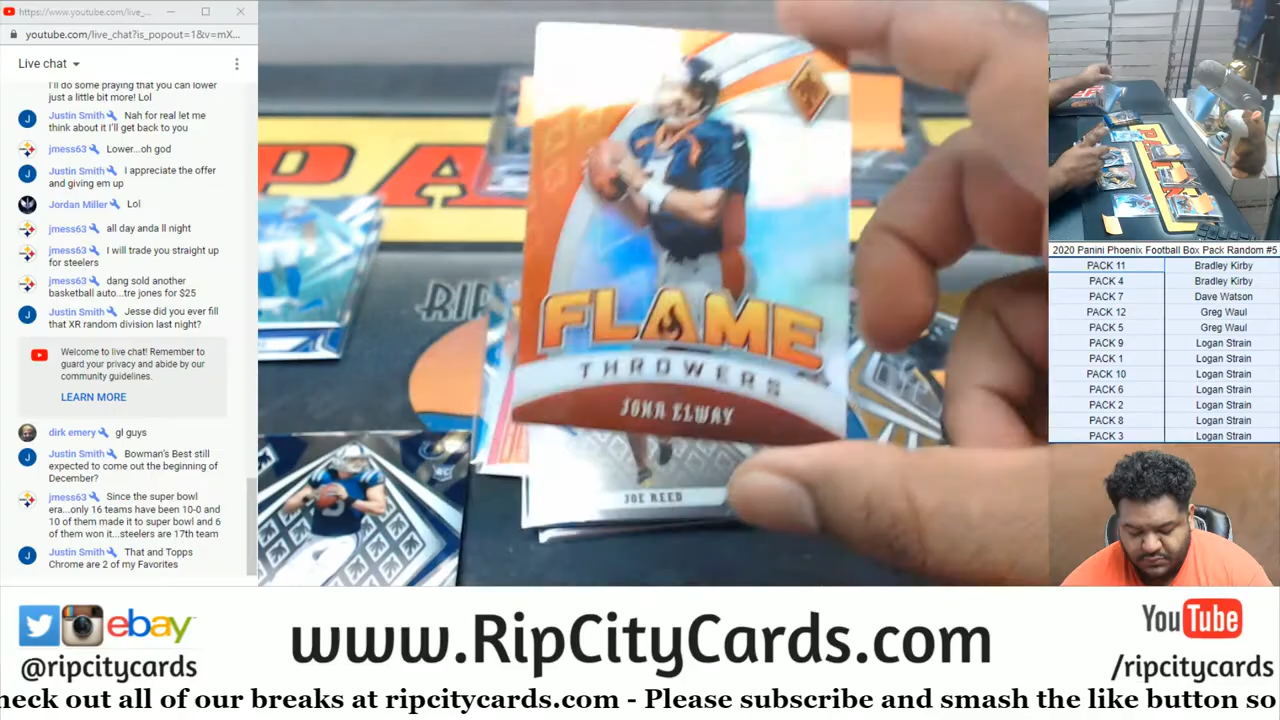 https://www.youtube.com/live_...
youtube.com/live_chat?is_popout=1&v=mX...
Live chat
I'll do some praying that you can lower
just a little bit more! Lol
Justin Smith Nah for real let me
think about it I'll get back to you
jmess63 Lower...oh god
Justin Smith I appreciate the offer
and giving em up
Jordan Miller Lol
jmess63 all day anda ll night
jmess63 I will trade you straight up
for steelers
jmess63 dang sold another
basketball auto...tre jones for $25
Justin Smith Jesse did you ever fill
that XR random division last night?
Welcome to live chat! Remember to
guard your privacy and abide by our
community guidelines.
LEARN MORE
dirk emery gl guys
Justin Smith Bowman's Best still
expected to come out the beginning of
December?
jmess63 Since the super bowl
era...only 16 teams have been 10-0 and
10 of them made it to super bowl and 6
of them won it...steelers are 17th team
Justin Smith That and Topps
Chrome are 2 of my Favorites
PA
RIP
FLAME
THROWERS
JOHN ELWAY
JOE REED
2020 Panini Phoenix Football Box Pack Random #5
PACK 11 Bradley Kirby
PACK 4 Bradley Kirby
PACK 7 Dave Watson
PACK 12 Greg Waul
PACK 5 Greg Waul
PACK 9 Logan Strain
PACK 1 Logan Strain
PACK 10 Logan Strain
PACK 6 Logan Strain
PACK 2 Logan Strain
PACK 8 Logan Strain
PACK 3 Logan Strain
ebay
@ripcitycards
www.RipCityCards.com
YouTube
/ripcitycards
heck out all of our breaks at ripcitycards.com - Please subscribe and smash the like button so